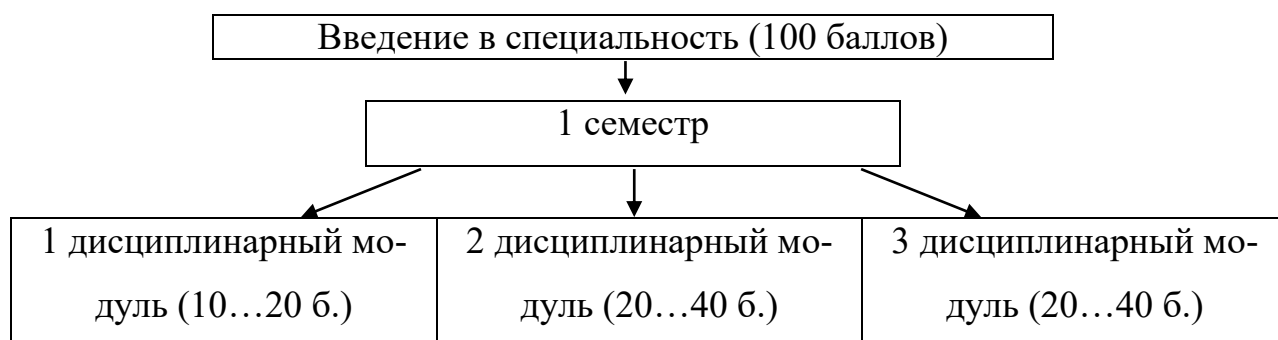 Введение в специальность (100 баллов)
1 семестр
1 дисциплинарный мо-
дуль (10…20 б.)
2 дисциплинарный мо-
дуль (20…40 б.)
3 дисциплинарный мо-
дуль (20…40 б.)